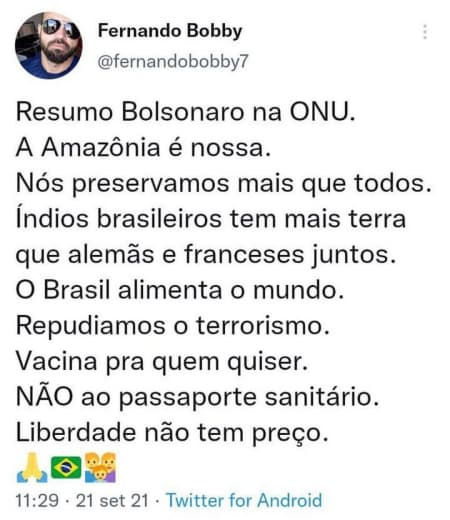 Fernando Bobby
@fernandobobby7
Resumo Bolsonaro na ONU.
A Amazônia é nossa.
Nós preservamos mais que todos.
Índios brasileiros tem mais terra
que alemãs e franceses juntos.
O Brasil alimenta o mundo.
Repudiamos o terrorismo.
Vacina pra quem quiser.
NÃO ao passaporte sanitário.
Liberdade não tem preço.
🙏🇧🇷👨‍👩‍👧
11:29 · 21 set 21 · Twitter for Android